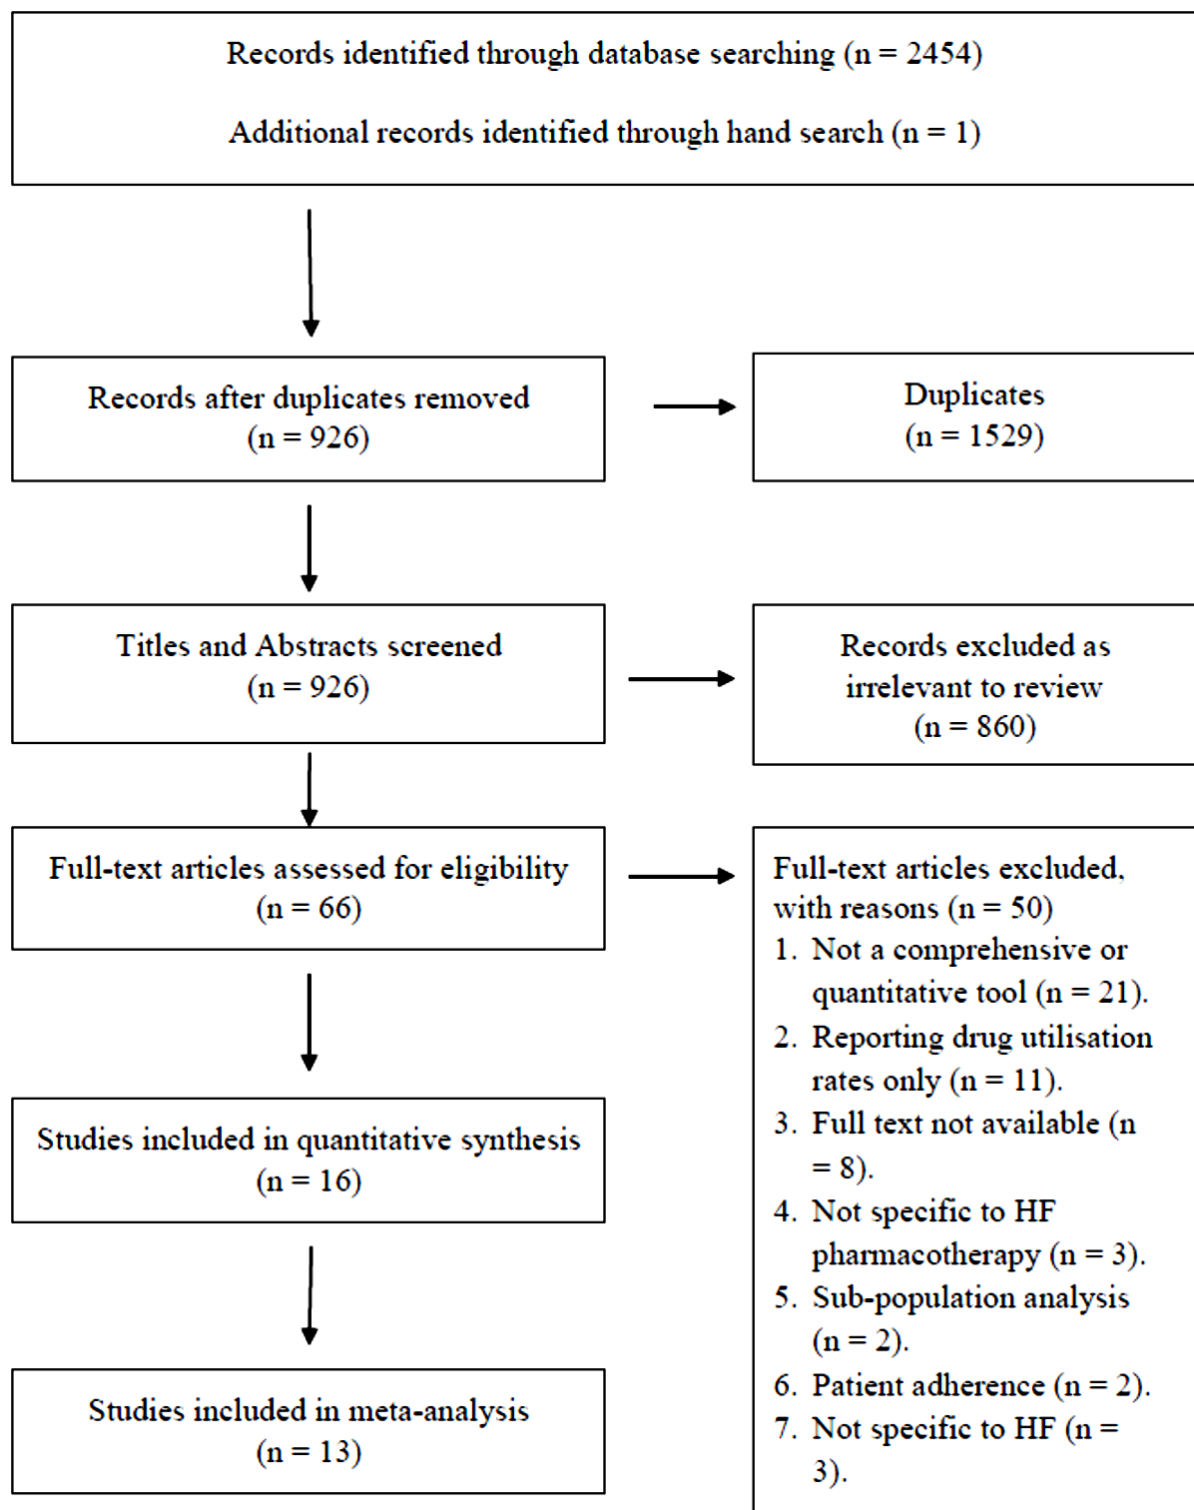 Records identified through database searching (n = 2454)
Additional records identified through hand search (n = 1)
Records after duplicates removed
(n = 926)
Duplicates
(n = 1529)
Titles and Abstracts screened
(n = 926)
Records excluded as
irrelevant to review
(n = 860)
Full-text articles assessed for eligibility
(n = 66)
Full-text articles excluded,
with reasons (n = 50)
1. Not a comprehensive or
quantitative tool (n = 21).
2. Reporting drug utilisation
rates only (n = 11).
3. Full text not available (n
= 8).
4. Not specific to HF
pharmacotherapy (n = 3).
5. Sub-population analysis
(n = 2).
6. Patient adherence (n = 2).
7. Not specific to HF (n =
3).
Studies included in quantitative synthesis
(n = 16)
Studies included in meta-analysis
(n = 13)